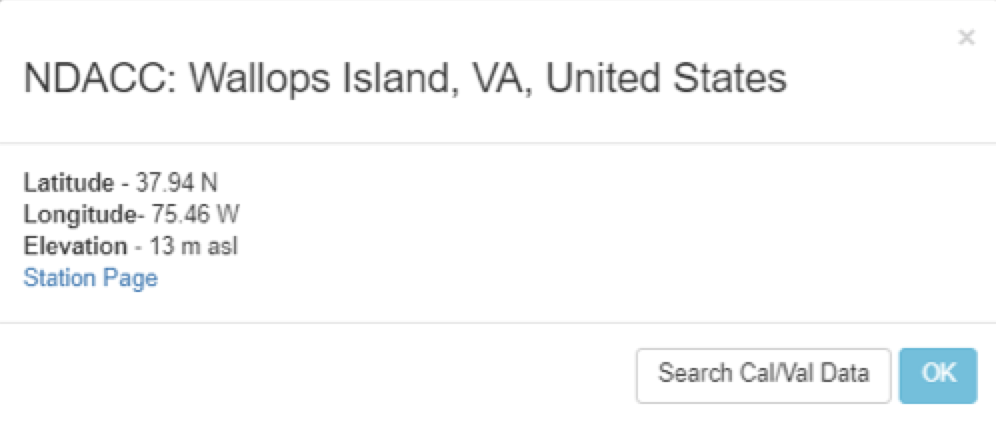 ×
NDACC: Wallops Island, VA, United States
Latitude - 37.94 N
Longitude- 75.46 W
Elevation - 13 m asl
Station Page
Search Cal/Val Data
OK